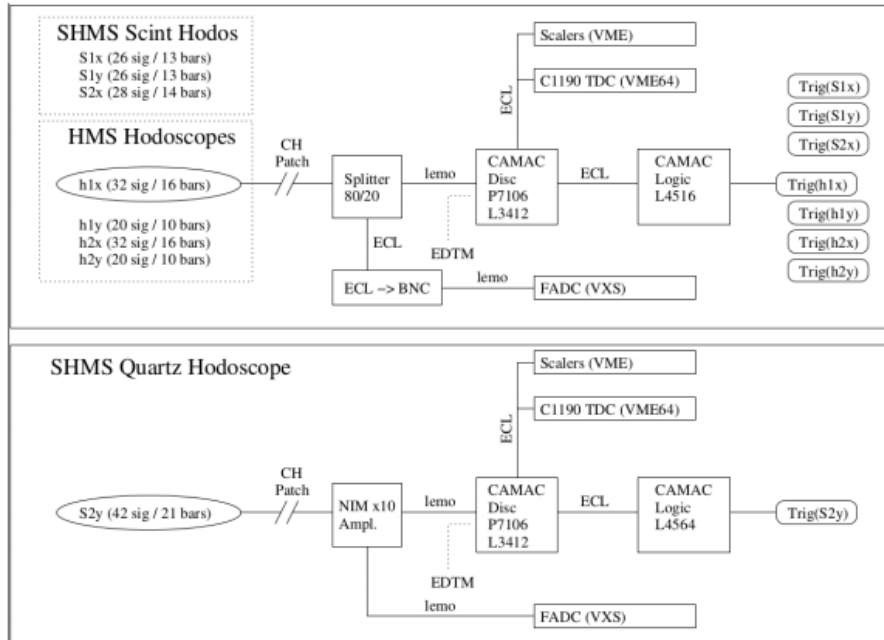 SHMS Scint Hodos
S1x (26 sig / 13 bars)
S1y (26 sig / 13 bars)
S2x (28 sig / 14 bars)
HMS Hodoscopes
h1x (32 sig / 16 bars)
h1y (20 sig / 10 bars)
h2x (32 sig / 16 bars)
h2y (20 sig / 10 bars)
CH
Patch
Splitter
80/20
ECL
ECL -> BNC
lemo
FADC (VXS)
lemo
EDTM
CAMAC
Disc
P7106
L3412
ECL
Scalers (VME)
C1190 TDC (VME64)
ECL
CAMAC
Logic
L4516
Trig(S1x)
Trig(S1y)
Trig(S2x)
Trig(h1x)
Trig(h1y)
Trig(h2x)
Trig(h2y)
SHMS Quartz Hodoscope
S2y (42 sig / 21 bars)
CH
Patch
NIM x10
Ampl.
lemo
EDTM
lemo
FADC (VXS)
CAMAC
Disc
P7106
L3412
ECL
Scalers (VME)
C1190 TDC (VME64)
ECL
CAMAC
Logic
L4564
Trig(S2y)